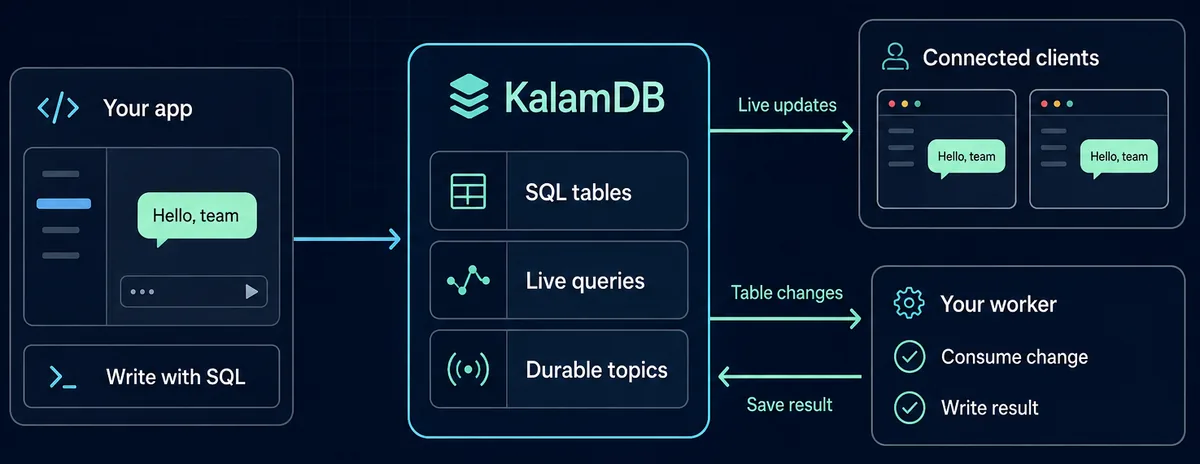 </> Your app
Hello, team
Write with SQL
KalamDB
SQL tables
Live queries
Durable topics
Live updates
Table changes
Save result
Connected clients
Hello, team
Hello, team
Your worker
Consume change
Write result